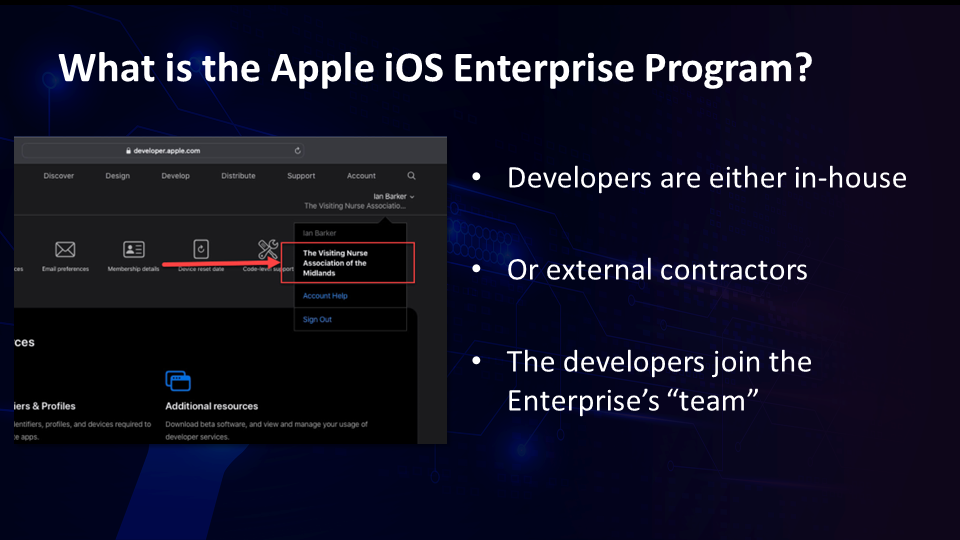 What is the Apple iOS Enterprise Program?
developer.apple.com
Discover Design Develop Distribute Support Account
Ian Barker
The Visiting Nurse Associatio...
Ian Barker
The Visiting Nurse
Association of the
Midlands
Account Help
Sign Out
ces Email preferences Membership details Device reset date Code-level support
rces
iers & Profiles
dentifiers, profiles, and devices required to
te apps.
Additional resources
Download beta software, and view and manage your usage of
developer services.
• Developers are either in-house
• Or external contractors
• The developers join the
Enterprise’s “team”